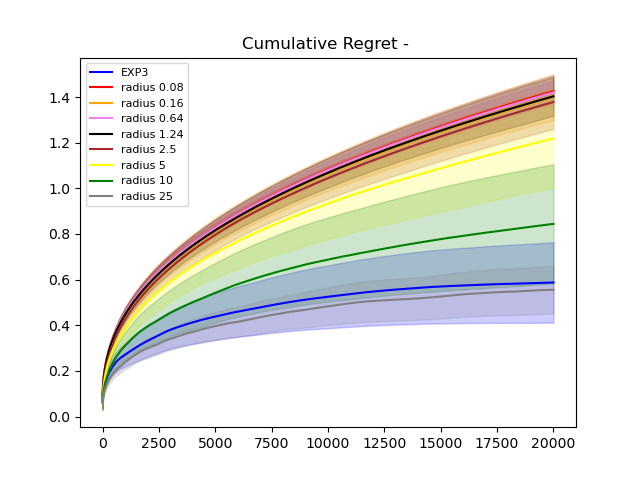 Cumulative Regret -
EXP3
radius 0.08
radius 0.16
radius 0.64
radius 1.24
radius 2.5
radius 5
radius 10
radius 25
1.4
1.2
1.0
0.8
0.6
0.4
0.2
0.0
0 2500 5000 7500 10000 12500 15000 17500 20000